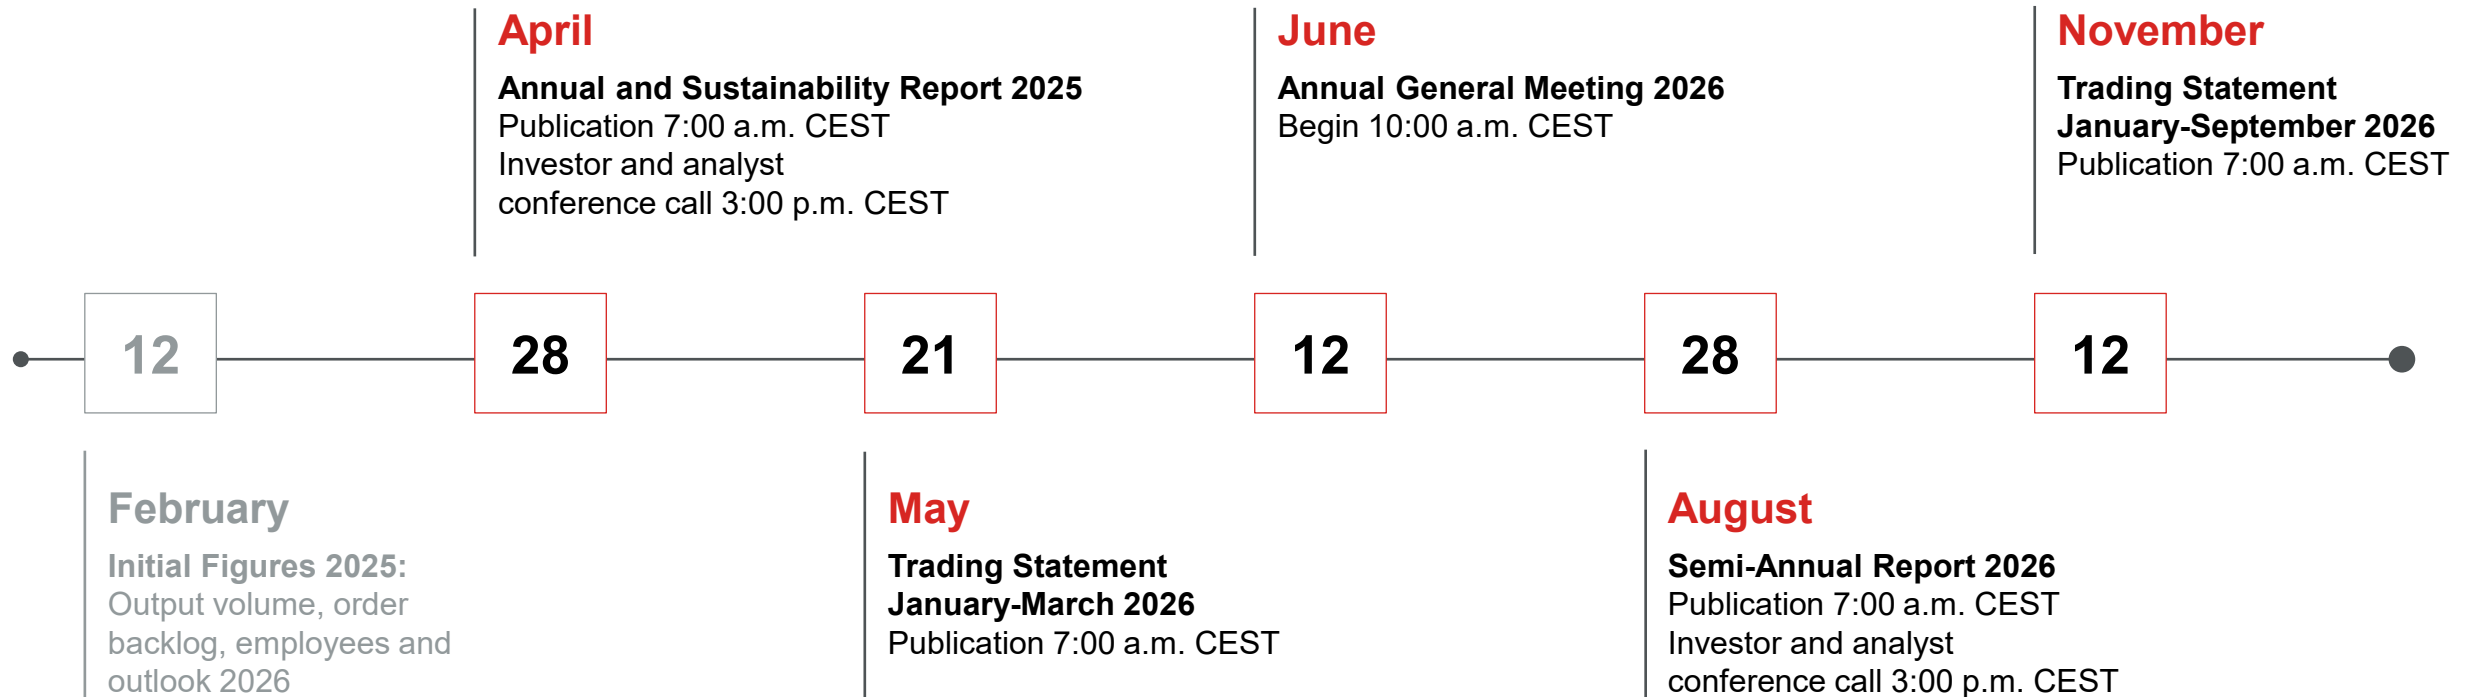 April
Annual and Sustainability Report 2025
Publication 7:00 a.m. CEST
Investor and analyst
conference call 3:00 p.m. CEST
June
Annual General Meeting 2026
Begin 10:00 a.m. CEST
November
Trading Statement
January-September 2026
Publication 7:00 a.m. CEST
12
28
21
12
28
12
February
Initial Figures 2025:
Output volume, order
backlog, employees and
outlook 2026
May
Trading Statement
January-March 2026
Publication 7:00 a.m. CEST
August
Semi-Annual Report 2026
Publication 7:00 a.m. CEST
Investor and analyst
conference call 3:00 p.m. CEST